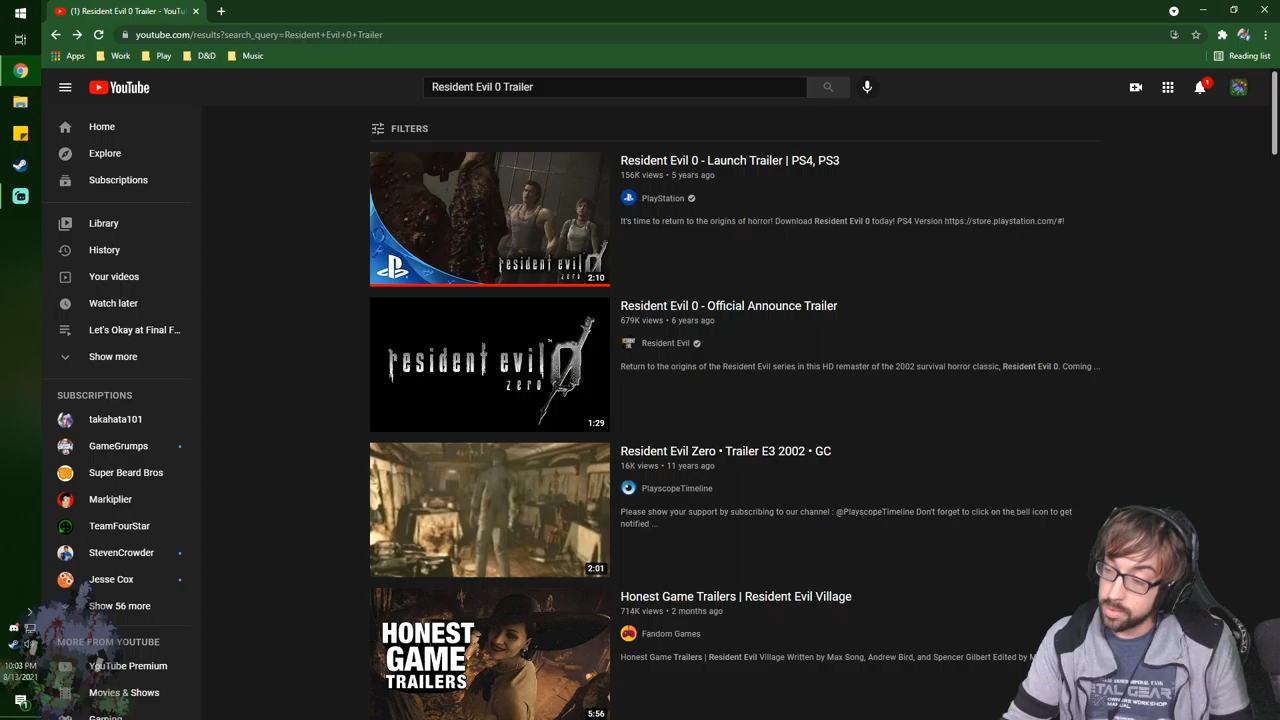 (1) Resident Evil 0 Trailer - YouTu
youtube.com/results?search_query=Resident+Evil+0+Trailer
Apps
Work
Play
D&D
Music
Reading list
YouTube
Resident Evil 0 Trailer
1
Home
Explore
Subscriptions
Library
History
Your videos
Watch later
Let's Okay at Final F...
Show more
SUBSCRIPTIONS
takahata101
GameGrumps
Super Beard Bros
Markiplier
TeamFourStar
StevenCrowder
Jesse Cox
Show 56 more
MORE FROM YOUTUBE
YouTube Premium
Movies & Shows
Gaming
FILTERS
resident evil 0
zero
2:10
Resident Evil 0 - Launch Trailer | PS4, PS3
156K views • 5 years ago
PlayStation
It's time to return to the origins of horror! Download Resident Evil 0 today! PS4 Version https://store.playstation.com/#!
resident evil 0
™
zero
1:29
Resident Evil 0 - Official Announce Trailer
679K views • 6 years ago
Resident Evil
Return to the origins of the Resident Evil series in this HD remaster of the 2002 survival horror classic, Resident Evil 0. Coming ...
2:01
Resident Evil Zero • Trailer E3 2002 • GC
16K views • 11 years ago
PlayscopeTimeline
Please show your support by subscribing to our channel : @PlayscopeTimeline Don't forget to click on the bell icon to get
notified ...
HONEST
GAME
TRAILERS
5:56
Honest Game Trailers | Resident Evil Village
714K views • 2 months ago
Fandom Games
Honest Game Trailers | Resident Evil Village Written by Max Song, Andrew Bird, and Spencer Gilbert Edited by M
10:03 PM
8/13/2021
METAL GEAR
MANUAL